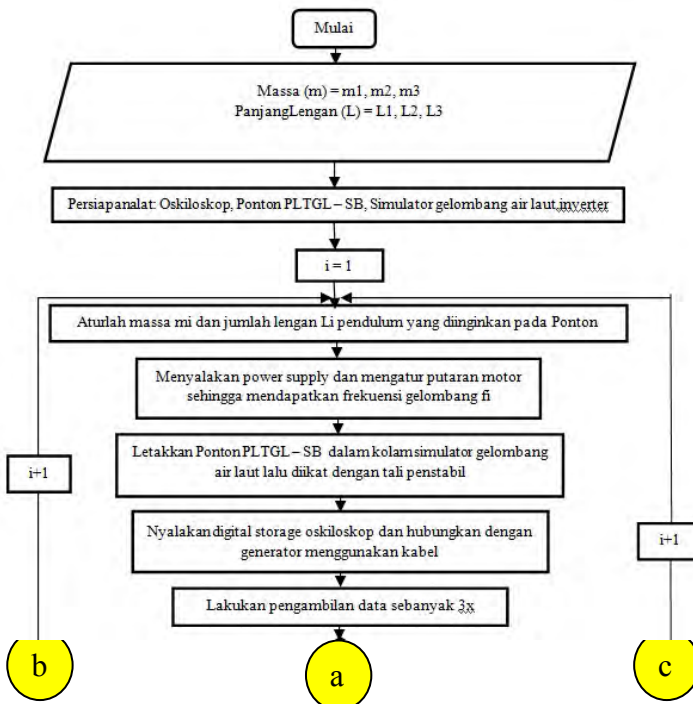 Mulai
Massa (m) = m1, m2, m3
PanjangLengan (L) = L1, L2, L3
Persiapanalat: Oskiloskop, Ponton PLTGL – SB, Simulator gelombang air laut,inverter
i = 1
Aturlah massa mi dan jumlah lengan Li pendulum yang diinginkan pada Ponton
Menyalakan power supply dan mengatur putaran motor
sehingga mendapatkan frekuensi gelombang fi
Letakkan Ponton PLTGL – SB dalam kolamsimulator gelombang
air laut lalu diikat dengan tali penstabil
i+1
Nyalakandigital storage oskiloskop dan hubungkan dengan
generator menggunakan kabel
i+1
Lakukan pengambilan data sebanyak 3x
b
a
c